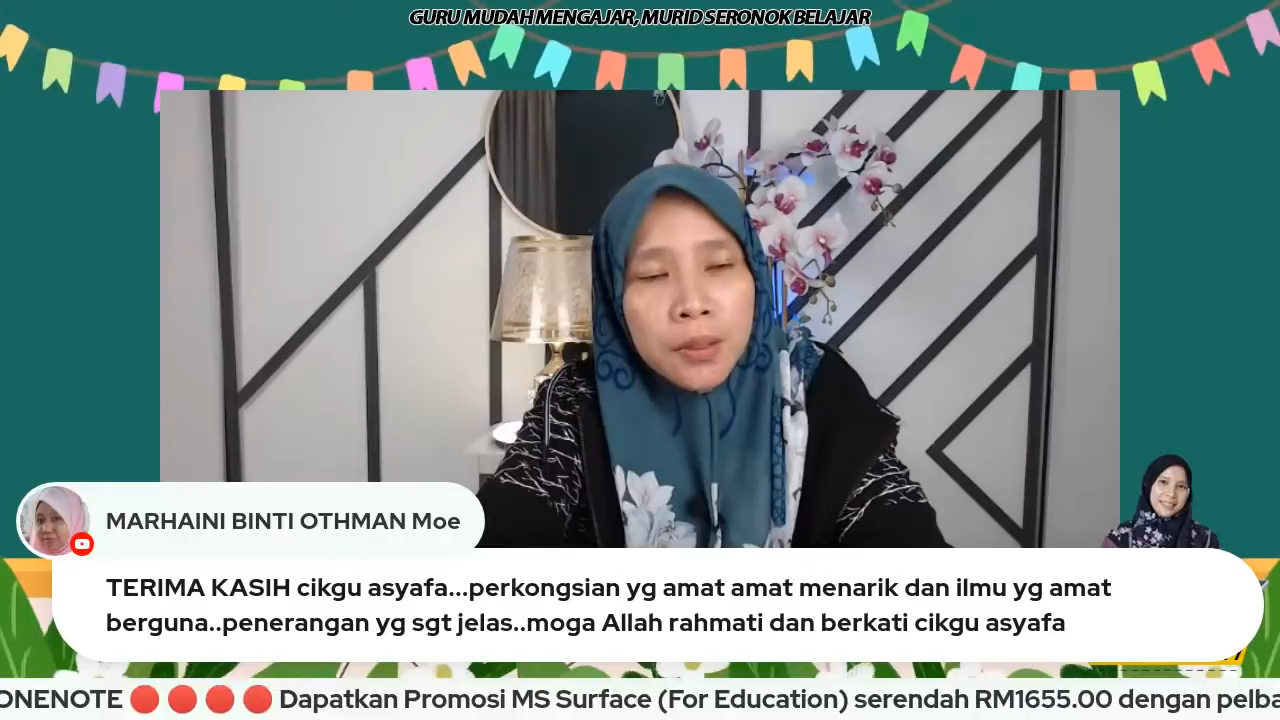 GURU MUDAH MENGAJAR, MURID SERONOK BELAJAR
MARHAINI BINTI OTHMAN Moe
TERIMA KASIH cikgu asyafa...perkongsian yg amat amat menarik dan ilmu yg amat
berguna..penerangan yg sgt jelas..moga Allah rahmati dan berkati cikgu asyafa
ONENOTE 🔴 🔴 🔴 🔴 Dapatkan Promosi MS Surface (For Education) serendah RM1655.00 dengan